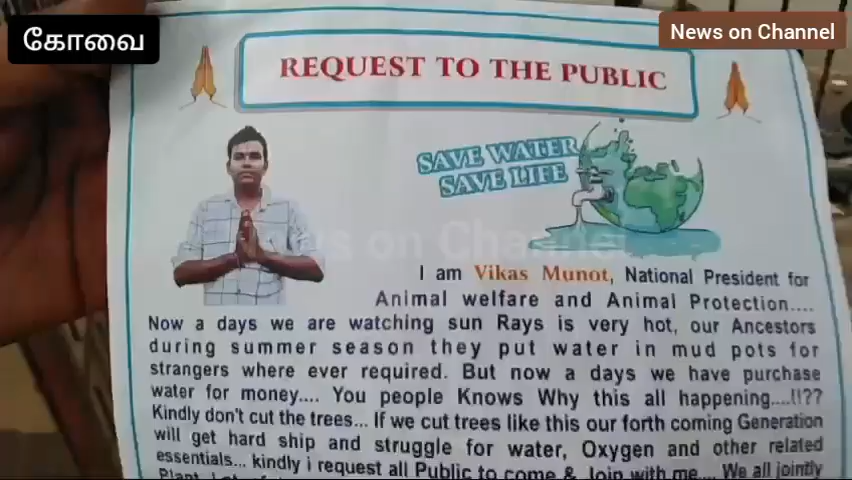 கோவை
News on Channel
REQUEST TO THE PUBLIC
SAVE WATER
SAVE LIFE
News on Channel
I am Vikas Munot, National President for
Animal welfare and Animal Protection....
Now a days we are watching sun Rays is very hot, our Ancestors
during summer season they put water in mud pots for
strangers where ever required. But now a days we have purchase
water for money.... You people Knows Why this all happening....!!??
Kindly don't cut the trees... If we cut trees like this our forth coming Generation
will get hard ship and struggle for water, Oxygen and other related
essentials... kindly i request all Public to come & Join with me.... We all jointly
Plant